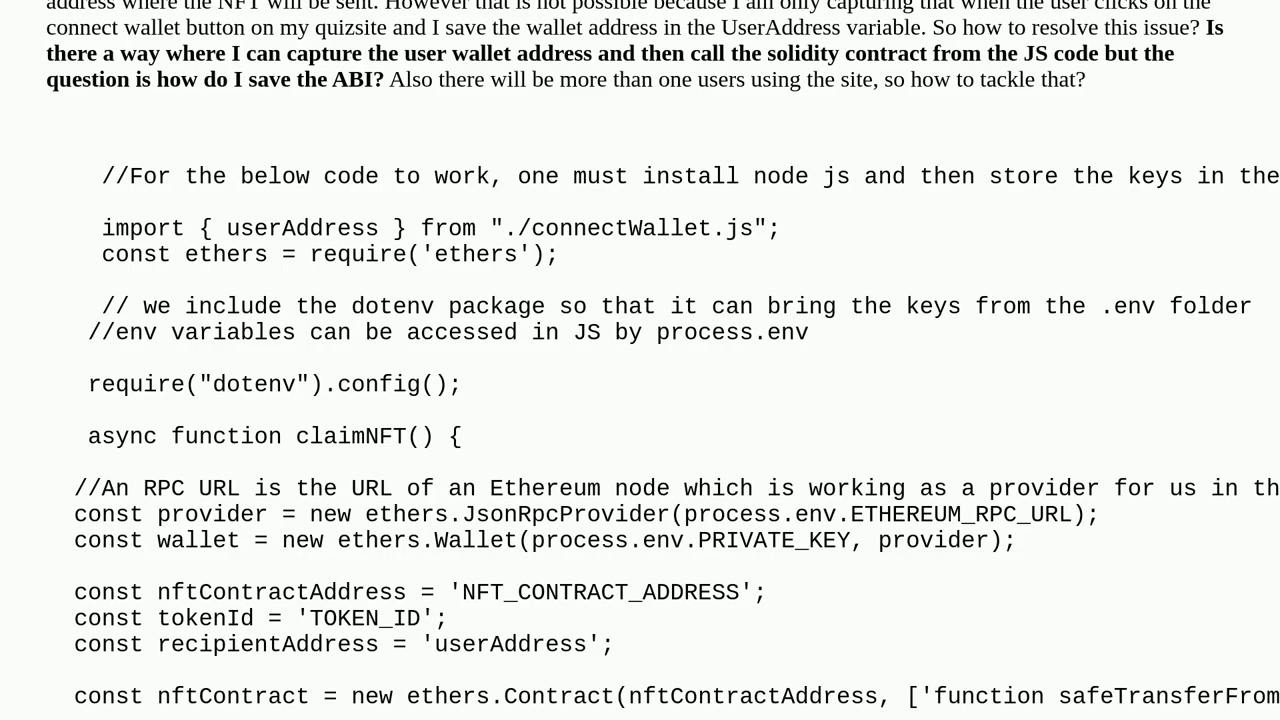 address where the NFT will be sent. However that is not possible because I am only capturing that when the user clicks on the
connect wallet button on my quizsite and I save the wallet address in the UserAddress variable. So how to resolve this issue? Is
there a way where I can capture the user wallet address and then call the solidity contract from the JS code but the
question is how do I save the ABI? Also there will be more than one users using the site, so how to tackle that?
//For the below code to work, one must install node js and then store the keys in the
import { userAddress } from "./connectWallet.js";
const ethers = require('ethers');
// we include the dotenv package so that it can bring the keys from the .env folder
//env variables can be accessed in JS by process.env
require("dotenv").config();
async function claimNFT() {
//An RPC URL is the URL of an Ethereum node which is working as a provider for us in th
const provider = new ethers.JsonRpcProvider(process.env.ETHEREUM_RPC_URL);
const wallet = new ethers.Wallet(process.env.PRIVATE_KEY, provider);
const nftContractAddress = 'NFT_CONTRACT_ADDRESS';
const tokenId = 'TOKEN_ID';
const recipientAddress = 'userAddress';
const nftContract = new ethers.Contract(nftContractAddress, ['function safeTransferFrom